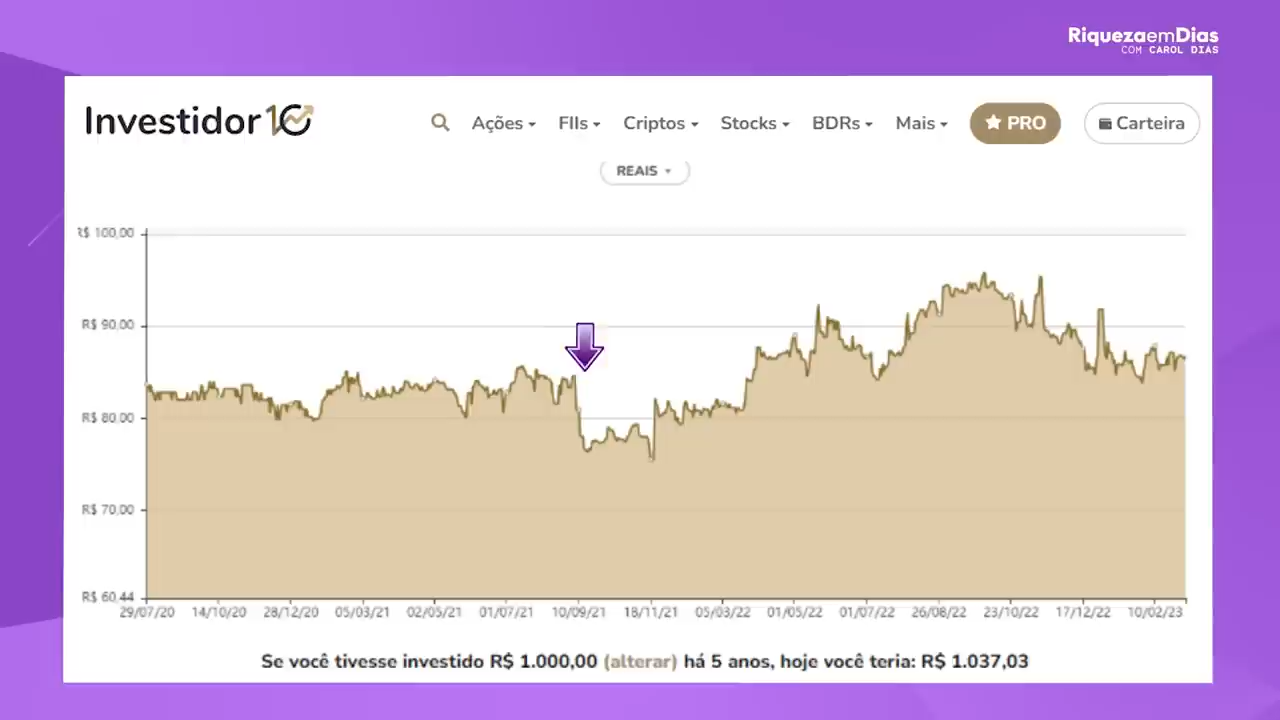 RiquezaemDias
COM CAROL DIAS
Investidor 10
Ações
FIIs
Criptos
Stocks
BDRs
Mais
PRO
Carteira
REAIS
R$ 100,00
R$ 90,00
R$ 80,00
R$ 70,00
R$ 60,44
29/07/20 14/10/20 28/12/20 05/03/21 02/05/21 01/07/21 10/09/21 18/11/21 05/03/22 01/05/22 01/07/22 26/08/22 23/10/22 17/12/22 10/02/23
Se você tivesse investido R$ 1.000,00 (alterar) há 5 anos, hoje você teria: R$ 1.037,03